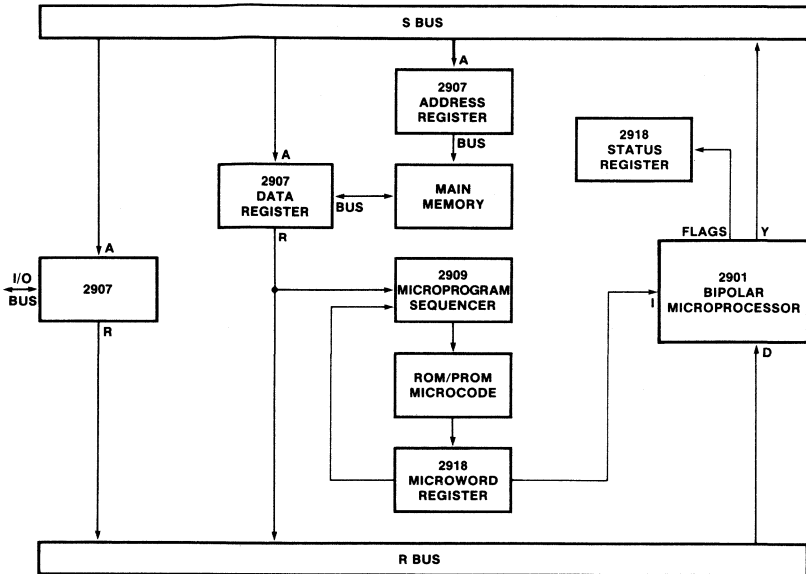 S BUS
A
2907
ADDRESS
REGISTER
BUS
2918
STATUS
REGISTER
A
2907
DATA
REGISTER
BUS
MAIN
MEMORY
R
FLAGS
Y
A
I/O
BUS
2907
R
2909
MICROPROGRAM
SEQUENCER
I
2901
BIPOLAR
MICROPROCESSOR
D
ROM/PROM
MICROCODE
2918
MICROWORD
REGISTER
R BUS